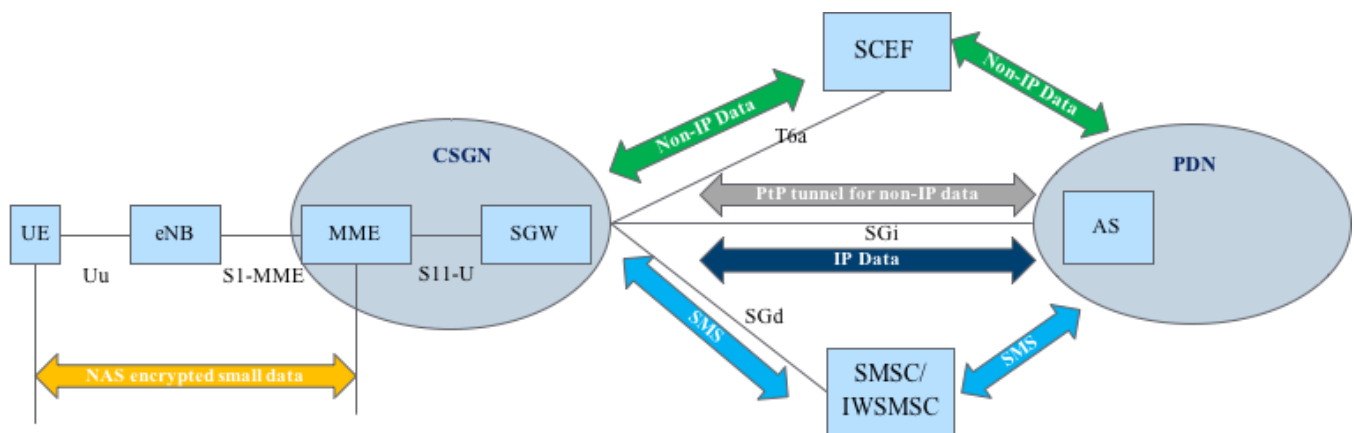 SCEF
Non-IP Data
Non-IP Data
T6a
CSGN
PDN
PtP tunnel for non-IP data
UE
eNB
MME
SGW
AS
SGi
Uu
S1-MME
S11-U
IP Data
SGd
SMS
SMS
NAS encrypted small data
SMSC/
IWSMSC